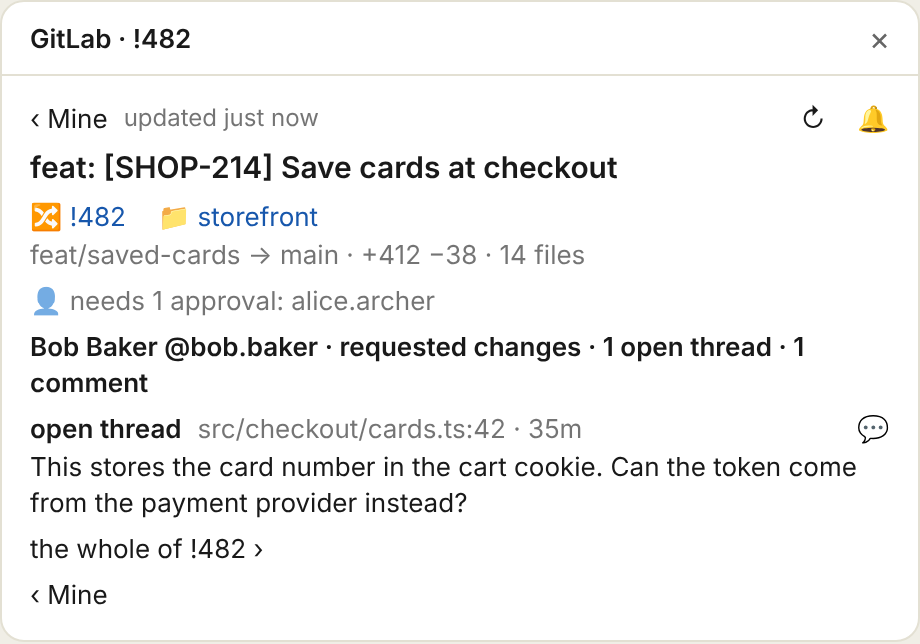 GitLab · !482 ×
‹ Mine updated just now
feat: [SHOP-214] Save cards at checkout
!482 storefront
feat/saved-cards → main · +412 −38 · 14 files
needs 1 approval: alice.archer
Bob Baker @bob.baker · requested changes · 1 open thread · 1
comment
open thread src/checkout/cards.ts:42 · 35m
This stores the card number in the cart cookie. Can the token come
from the payment provider instead?
the whole of !482 ›
‹ Mine